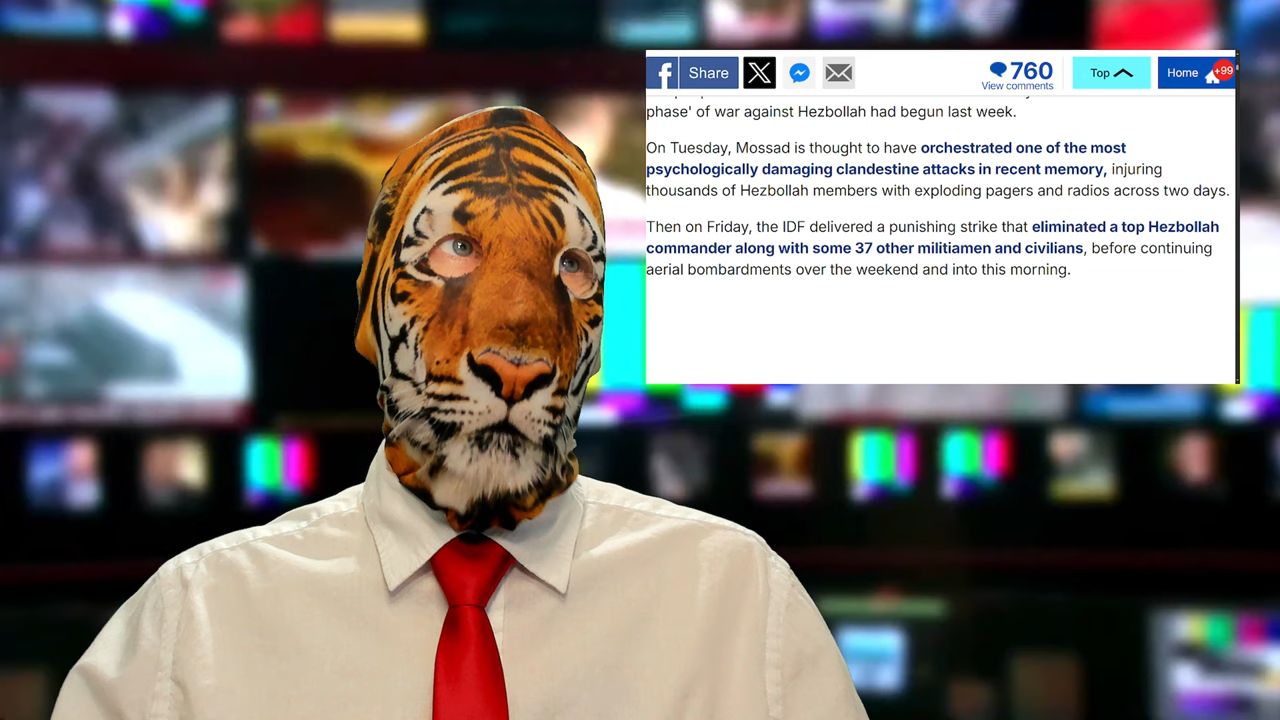 Share
760
View comments
Top
Home
+99
phase' of war against Hezbollah had begun last week.
On Tuesday, Mossad is thought to have orchestrated one of the most
psychologically damaging clandestine attacks in recent memory, injuring
thousands of Hezbollah members with exploding pagers and radios across two days.
Then on Friday, the IDF delivered a punishing strike that eliminated a top Hezbollah
commander along with some 37 other militiamen and civilians, before continuing
aerial bombardments over the weekend and into this morning.